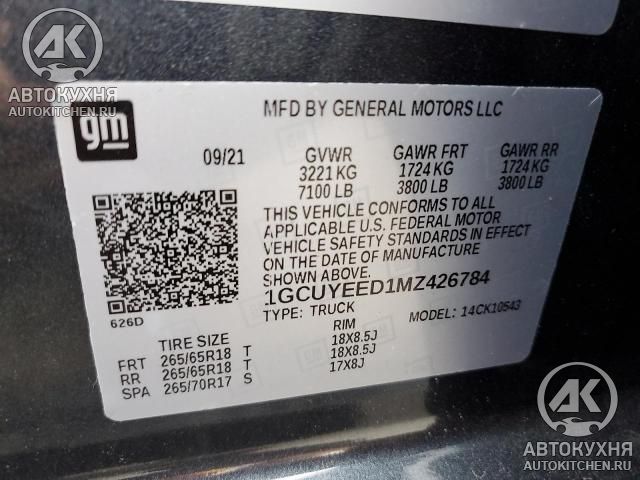 АВТОКУХНЯ
AUTOKITCHEN.RU
gm
MFD BY GENERAL MOTORS LLC
09/21 GVWR GAWR FRT GAWR RR
3221 KG 1724 KG 1724 KG
7100 LB 3800 LB 3800 LB
THIS VEHICLE CONFORMS TO ALL
APPLICABLE U.S. FEDERAL MOTOR
VEHICLE SAFETY STANDARDS IN EFFECT
ON THE DATE OF MANUFACTURE
SHOWN ABOVE.
1GCUYEED1MZ426784
626D
TYPE: TRUCK MODEL: 14CK10543
TIRE SIZE RIM
FRT 265/65R18 T 18X8.5J
RR 265/65R18 T 18X8.5J
SPA 265/70R17 S 17X8J
AK
АВТОКУХНЯ
AUTOKITCHEN.RU